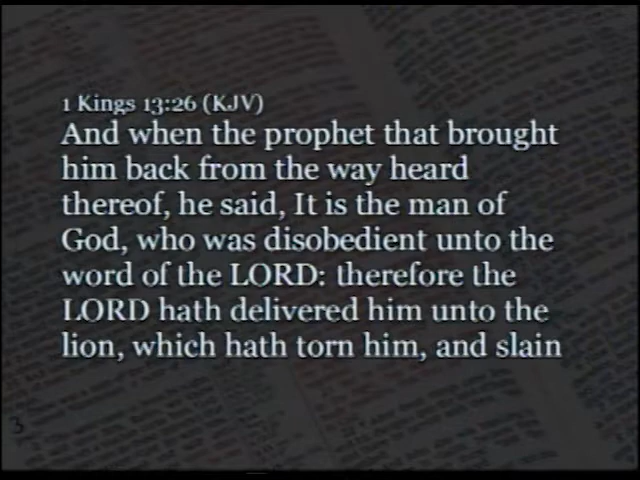 1 Kings 13:26 (KJV)
And when the prophet that brought
him back from the way heard
thereof, he said, It is the man of
God, who was disobedient unto the
word of the LORD: therefore the
LORD hath delivered him unto the
lion, which hath torn him, and slain
3